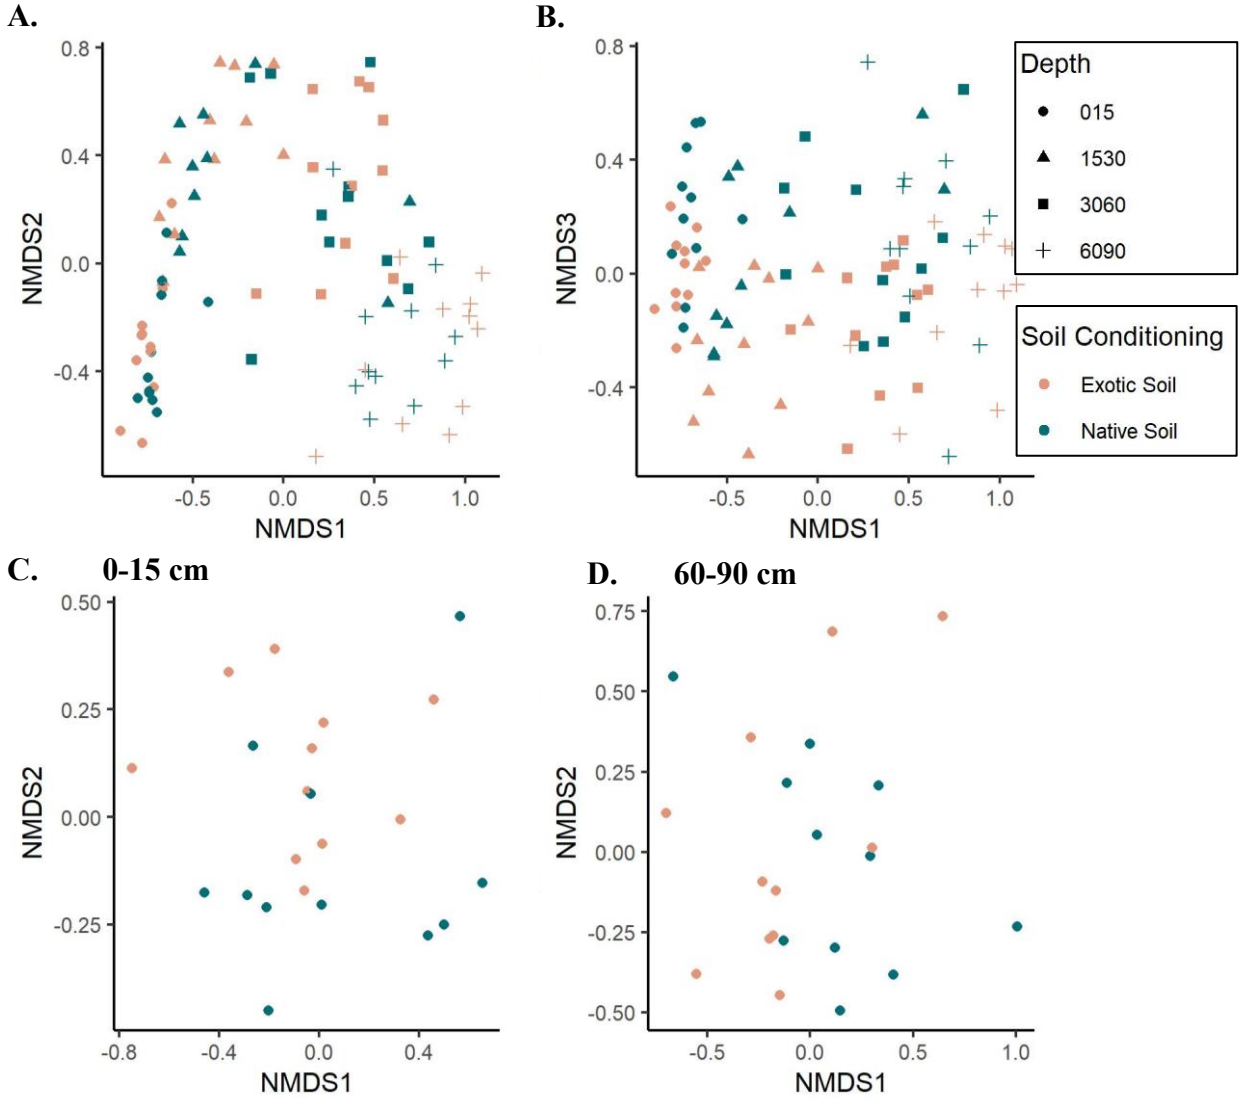 A.
B.
0.8
0.4
0.0
-0.4
NMDS2
-0.5
0.0
0.5
1.0
NMDS1
0.8
0.4
0.0
-0.4
NMDS3
-0.5
0.0
0.5
1.0
NMDS1
Depth
015
1530
3060
6090
Soil Conditioning
Exotic Soil
Native Soil
C.
0-15 cm
0.50
0.25
0.00
-0.25
NMDS2
-0.8
-0.4
0.0
0.4
NMDS1
D.
60-90 cm
0.75
0.50
0.25
0.00
-0.25
-0.50
NMDS2
-0.5
0.0
0.5
1.0
NMDS1